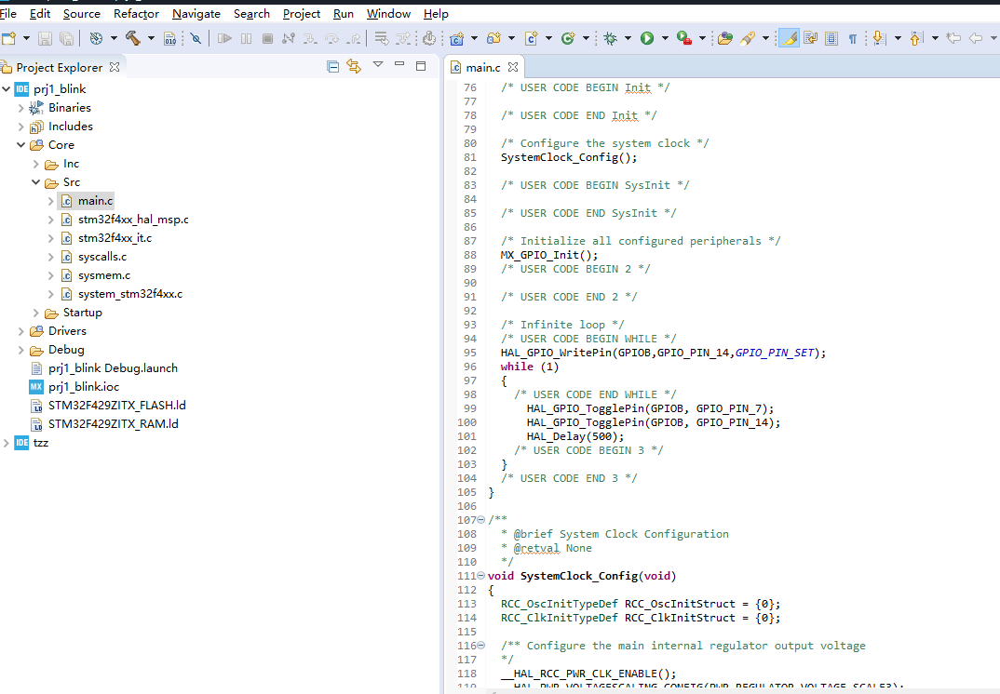 File Edit Source Refactor Navigate Search Project Run Window Help
Project Explorer
prj1_blink
Binaries
Includes
Core
Inc
Src
main.c
stm32f4xx_hal_msp.c
stm32f4xx_it.c
syscalls.c
sysmem.c
system_stm32f4xx.c
Startup
Drivers
Debug
prj1_blink Debug.launch
prj1_blink.ioc
STM32F429ZITX_FLASH.ld
STM32F429ZITX_RAM.ld
tzz
main.c
76 /* USER CODE BEGIN Init */
77
78 /* USER CODE END Init */
79
80 /* Configure the system clock */
81 SystemClock_Config();
82
83 /* USER CODE BEGIN SysInit */
84
85 /* USER CODE END SysInit */
86
87 /* Initialize all configured peripherals */
88 MX_GPIO_Init();
89 /* USER CODE BEGIN 2 */
90
91 /* USER CODE END 2 */
92
93 /* Infinite loop */
94 /* USER CODE BEGIN WHILE */
95 HAL_GPIO_WritePin(GPIOB,GPIO_PIN_14,GPIO_PIN_SET);
96 while (1)
97 {
98 /* USER CODE END WHILE */
99 HAL_GPIO_TogglePin(GPIOB, GPIO_PIN_7);
100 HAL_GPIO_TogglePin(GPIOB, GPIO_PIN_14);
101 HAL_Delay(500);
102 /* USER CODE BEGIN 3 */
103 }
104 /* USER CODE END 3 */
105 }
106
107 /**
108 * @brief System Clock Configuration
109 * @retval None
110 */
111 void SystemClock_Config(void)
112 {
113 RCC_OscInitTypeDef RCC_OscInitStruct = {0};
114 RCC_ClkInitTypeDef RCC_ClkInitStruct = {0};
115
116 /** Configure the main internal regulator output voltage
117 */
118 __HAL_RCC_PWR_CLK_ENABLE();
119 __HAL_PWR_VOLTAGESCALING_CONFIG(PWR_REGULATOR_VOLTAGE_SCALE3);